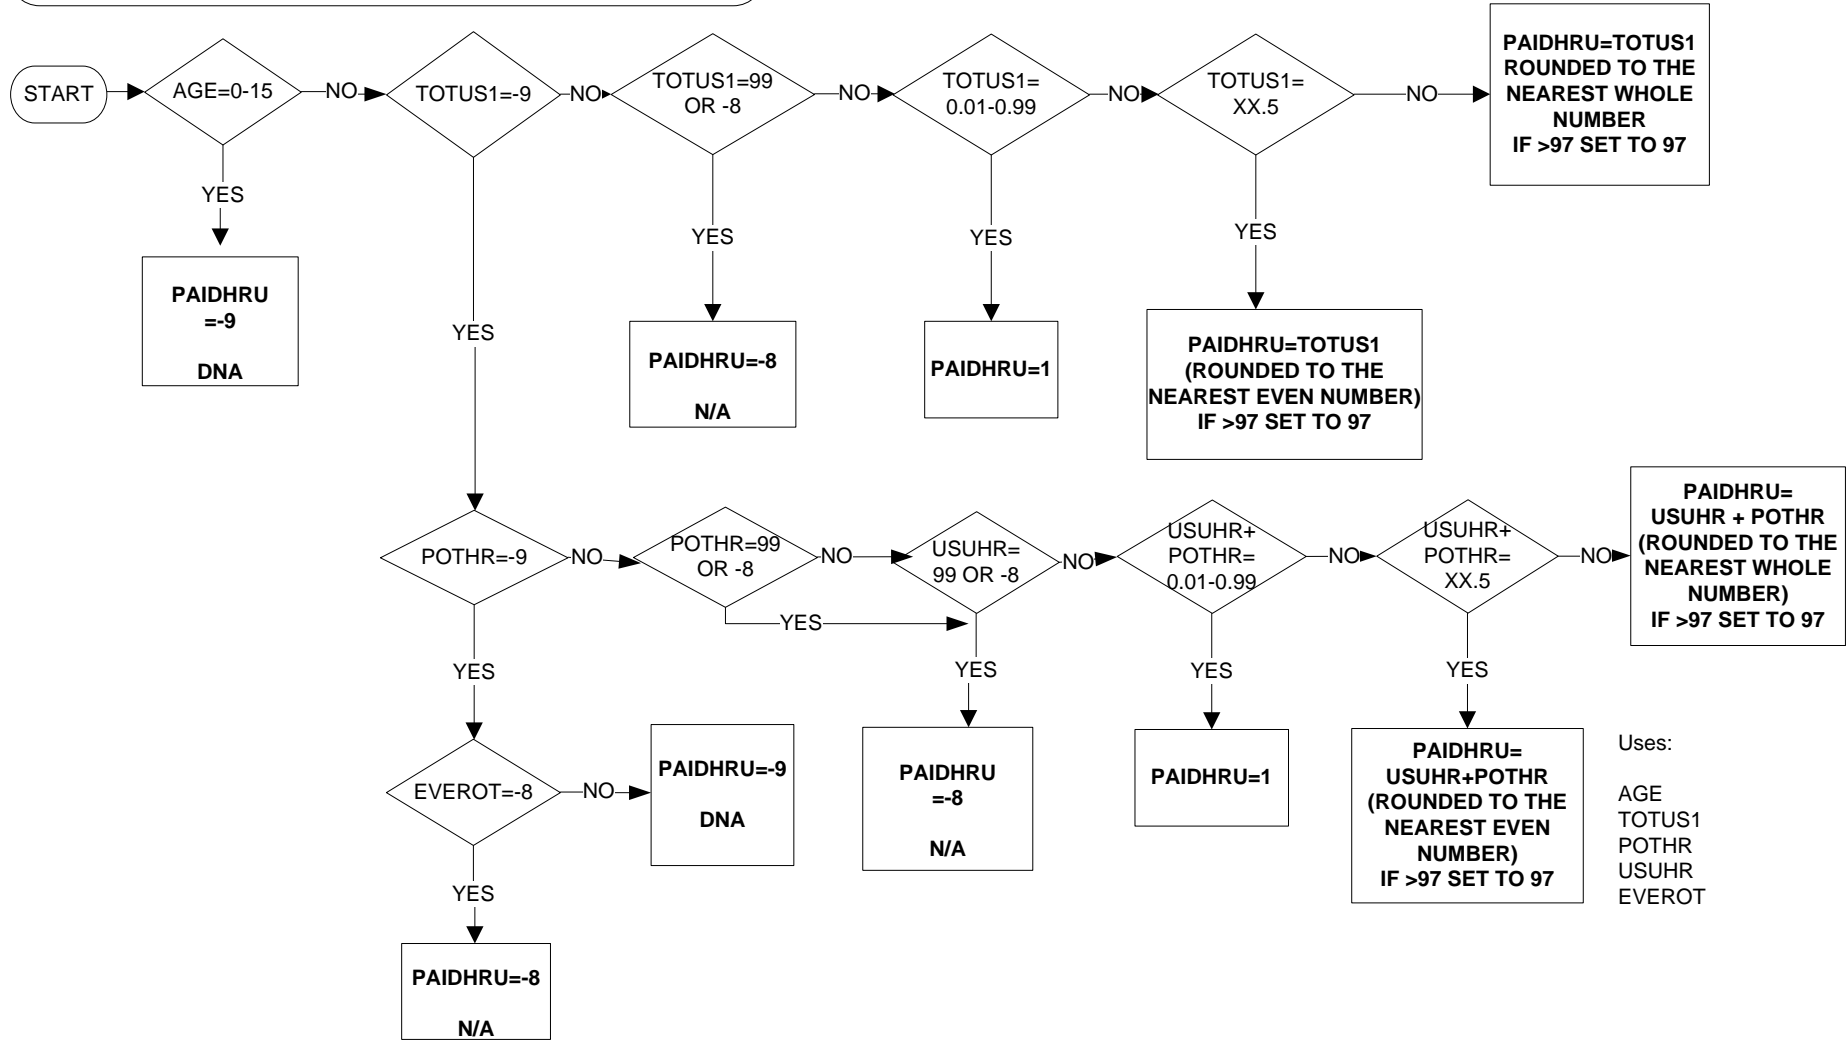 START
AGE=0-15
NO
TOTUS1=-9
NO
TOTUS1=99
OR -8
NO
TOTUS1=
0.01-0.99
NO
TOTUS1=
XX.5
NO
PAIDHRU=TOTUS1
ROUNDED TO THE
NEAREST WHOLE
NUMBER
IF >97 SET TO 97
YES
YES
YES
YES
YES
PAIDHRU
=-9
DNA
PAIDHRU=-8
N/A
PAIDHRU=1
PAIDHRU=TOTUS1
(ROUNDED TO THE
NEAREST EVEN NUMBER)
IF >97 SET TO 97
POTHR=-9
NO
POTHR=99
OR -8
NO
USUHR=
99 OR -8
NO
USUHR+
POTHR=
0.01-0.99
NO
USUHR+
POTHR=
XX.5
NO
PAIDHRU=
USUHR + POTHR
(ROUNDED TO THE
NEAREST WHOLE
NUMBER)
IF >97 SET TO 97
YES
YES
YES
YES
YES
EVEROT=-8
NO
PAIDHRU=-9
DNA
PAIDHRU
=-8
N/A
PAIDHRU=1
PAIDHRU=
USUHR+POTHR
(ROUNDED TO THE
NEAREST EVEN
NUMBER)
IF >97 SET TO 97
Uses:
AGE
TOTUS1
POTHR
USUHR
EVEROT
YES
PAIDHRU=-8
N/A